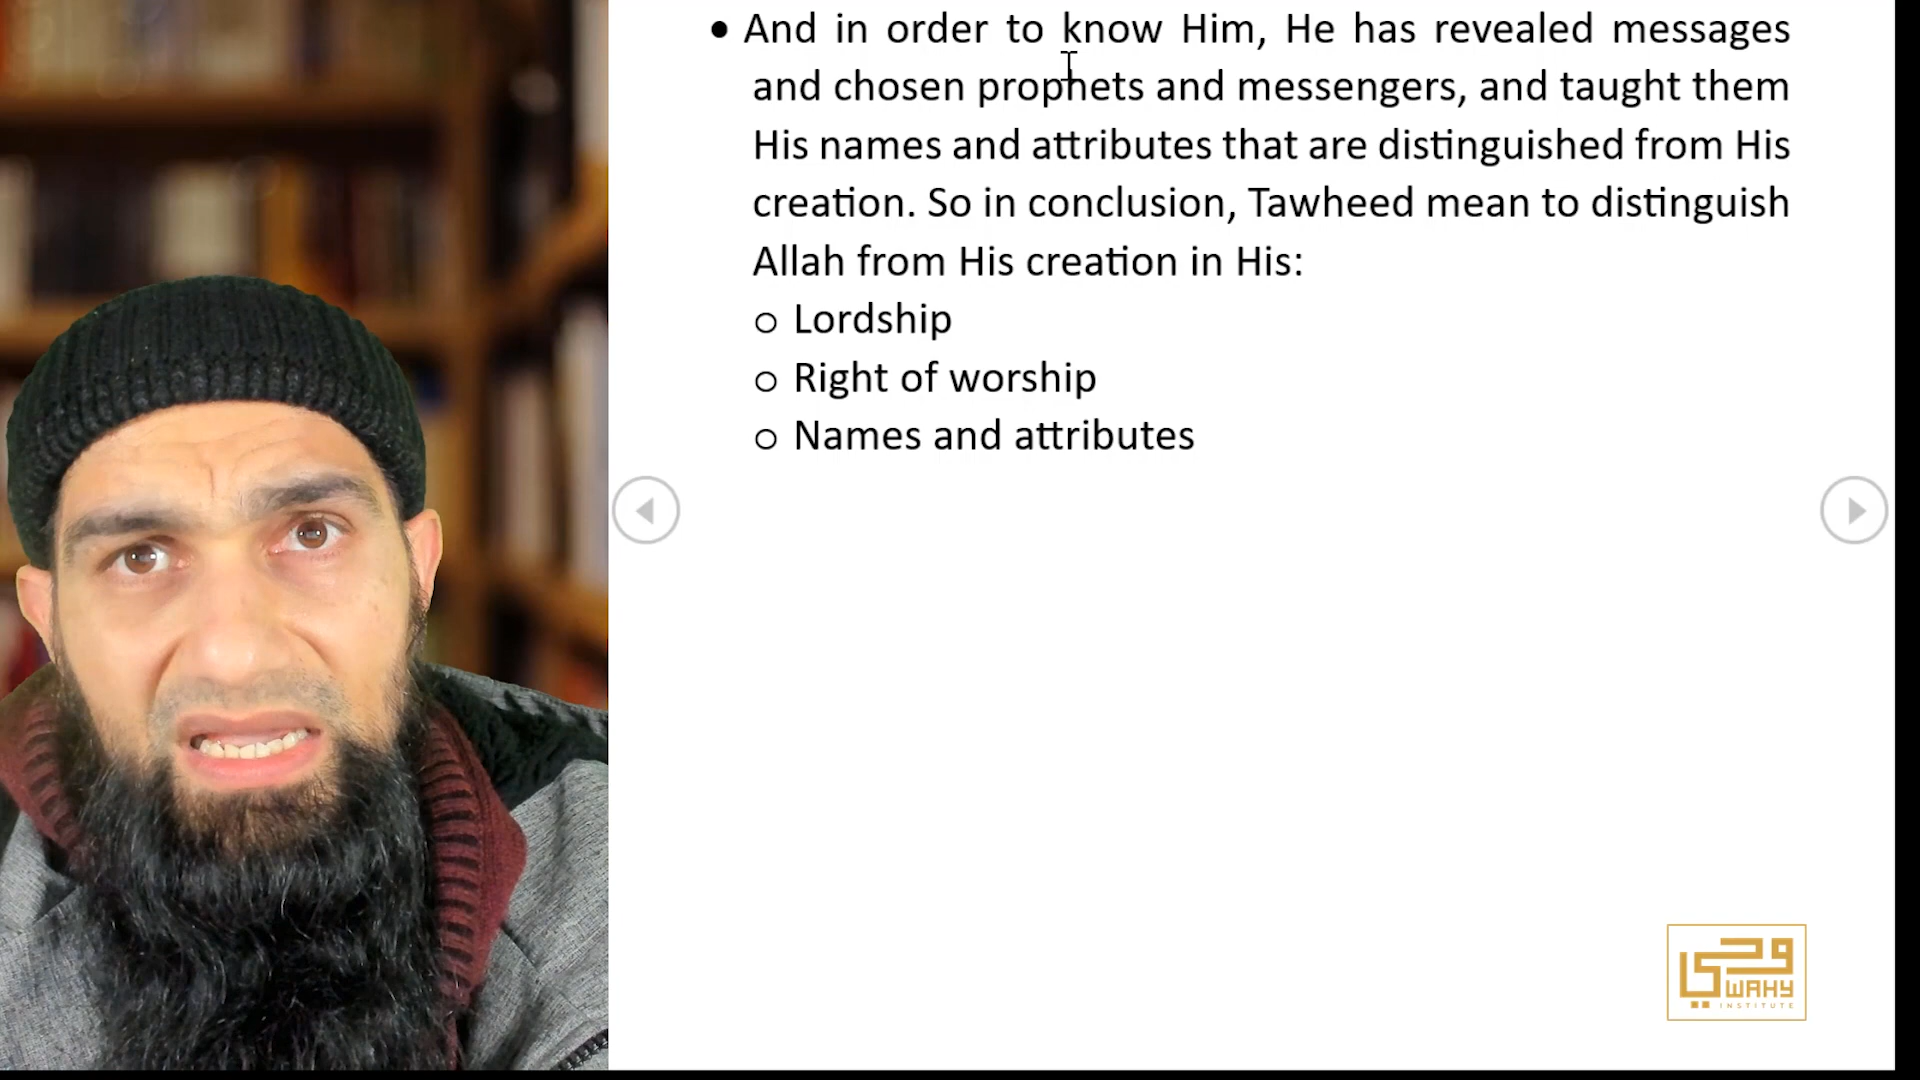 • And in order to know Him, He has revealed messages
and chosen prophets and messengers, and taught them
His names and attributes that are distinguished from His
creation. So in conclusion, Tawheed mean to distinguish
Allah from His creation in His:
o Lordship
o Right of worship
o Names and attributes
وحي
WAHY
INSTITUTE